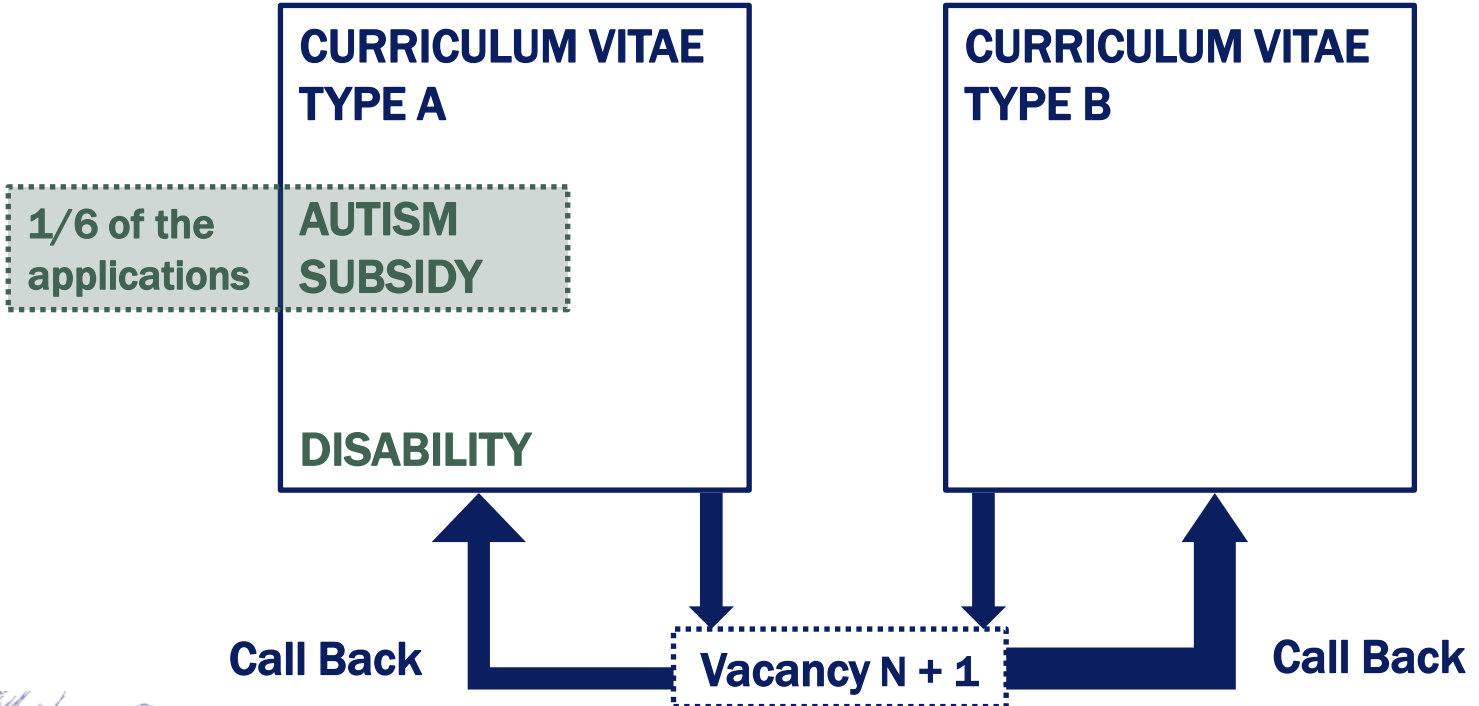 CURRICULUM VITAE
TYPE A
CURRICULUM VITAE
TYPE B
1/6 of the
applications
AUTISM
SUBSIDY
DISABILITY
Call Back
Vacancy N + 1
Call Back